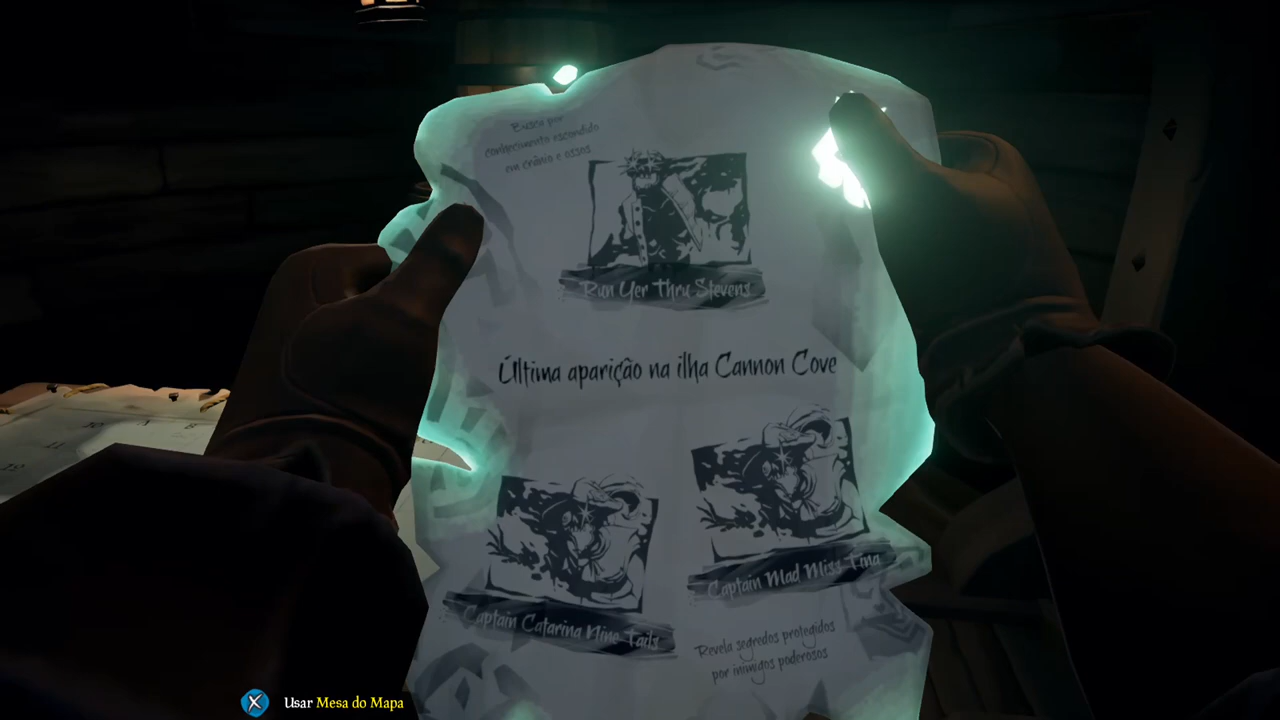 Busca por
conhecimento escondido
em crânio e ossos
Run Yer Thru Stevens
Última aparição na ilha Cannon Cove
Captain Mad Miss Tina
Captain Catarina Nine Tails
Revela segredos protegidos
por inimigos poderosos
X Usar Mesa do Mapa